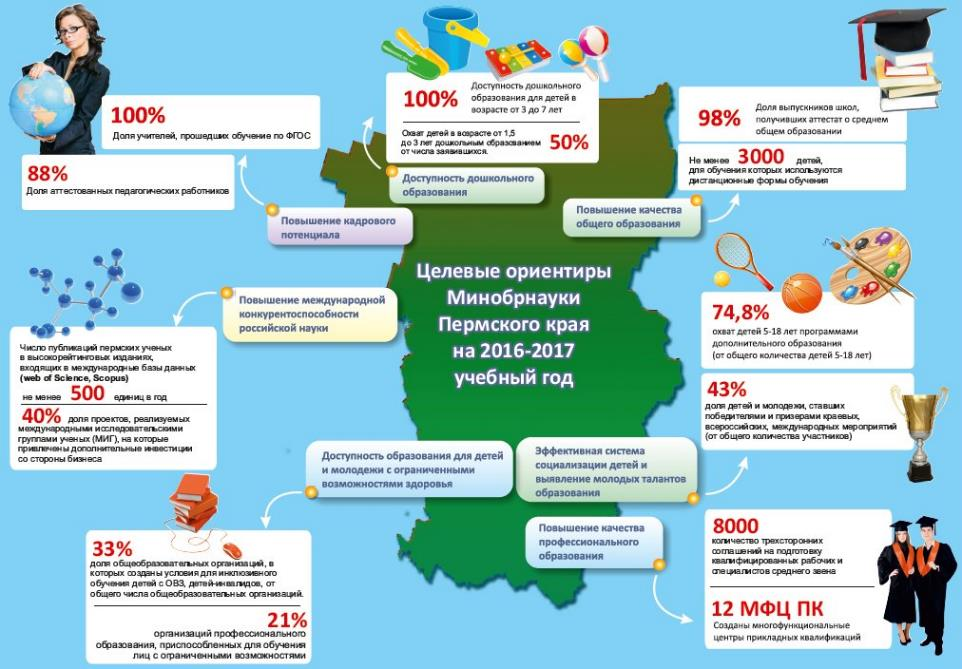 100%
Доля учителей, прошедших обучение по ФГОС
88%
Доля аттестованных педагогических работников
Повышение кадрового
потенциала
100%
Доступность дошкольного
образования для детей в
возрасте от 3 до 7 лет
Охват детей в возрасте от 1,5
до 3 лет дошкольным образованием
от числа заявившихся.
50%
Доступность дошкольного
образования
98%
Доля выпускников школ,
получивших аттестат о среднем
общем образовании
Не менее 3000 детей,
для обучения которых используются
дистанционные формы обучения
Повышение качества
общего образования
Целевые ориентиры
Минобрнауки
Пермского края
на 2016-2017
учебный год
Повышение международной
конкурентоспособности
российской науки
Число публикаций пермских ученых
в высокорейтинговых изданиях,
входящих в международные базы данных
(web of Science, Scopus)
не менее 500 единиц в год
40% доля проектов, реализуемых
международными исследовательскими
группами ученых (МИГ), на которые
привлечены дополнительные инвестиции
со стороны бизнеса
74,8%
охват детей 5-18 лет программами
дополнительного образования
(от общего количества детей 5-18 лет)
43%
доля детей и молодежи, ставших
победителями и призерами краевых,
всероссийских, международных мероприятий
(от общего количества участников)
Доступность образования для детей
и молодежи с ограниченными
возможностями здоровья
Эффективная система
социализации детей и
выявление молодых талантов
образования
33%
доля общеобразовательных организаций, в
которых созданы условия для инклюзивного
обучения детей с ОВЗ, детей-инвалидов, от
общего числа общеобразовательных организаций.
21%
организаций профессионального
образования, приспособленных для обучения
лиц с ограниченными возможностями
Повышение качества
профессионального
образования
8000
количество трехсторонних
соглашений на подготовку
квалифицированных рабочих и
специалистов среднего звена
12 МФЦ ПК
Созданы многофункциональные
центры прикладных квалификаций